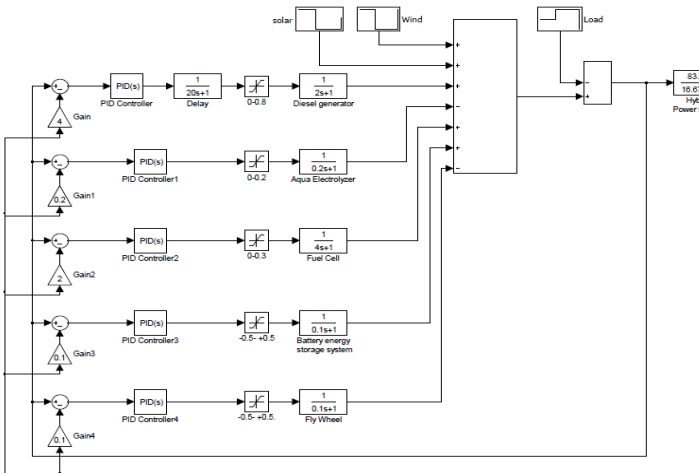 solar
Wind
Load
+
+
+
−
+
+
−
−
+
+
−
PID(s)
PID Controller
1
20s+1
Delay
0-0.8
1
2s+1
Diesel generator
4
Gain
83.
16.67
Hyb
Power s
+
−
PID(s)
PID Controller1
0-0.2
1
0.2s+1
Aqua Electrolyzer
0.2
Gain1
+
−
PID(s)
PID Controller2
0-0.3
1
4s+1
Fuel Cell
2
Gain2
+
−
PID(s)
PID Controller3
-0.5- +0.5
1
0.1s+1
Battery energy
storage system
0.1
Gain3
+
−
PID(s)
PID Controller4
-0.5- +0.5.
1
0.1s+1
Fly Wheel
0.1
Gain4